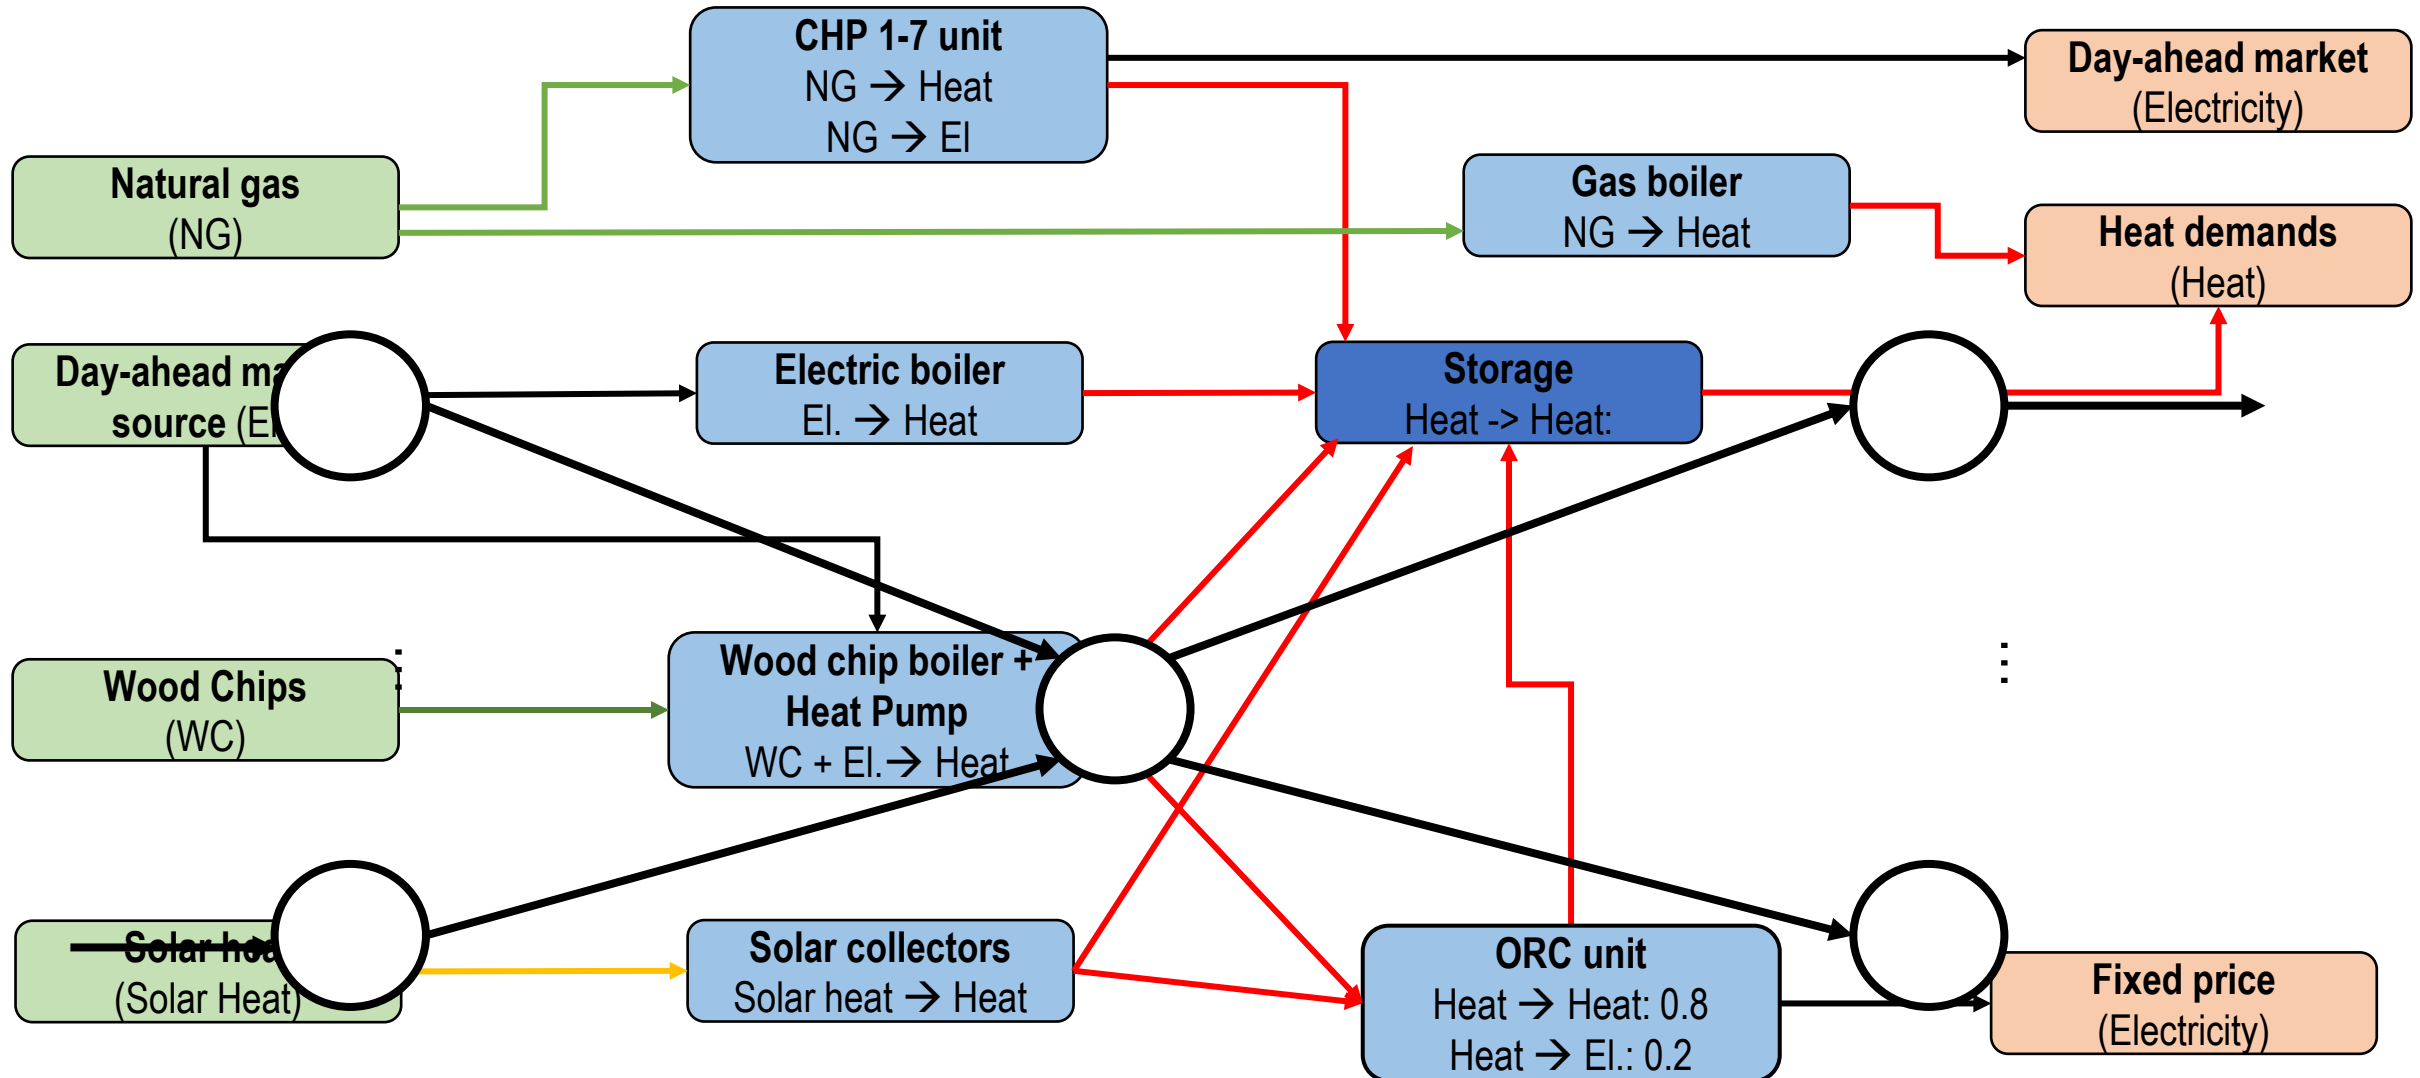 CHP 1-7 unit
NG → Heat
NG → El
Day-ahead market
(Electricity)
Natural gas
(NG)
Gas boiler
NG → Heat
Heat demands
(Heat)
Day-ahead
source
Electric boiler
El. → Heat
Storage
Heat -> Heat:
Wood Chips
(WC)
Wood chip boiler +
Heat Pump
WC + El.→ Heat
Solar
(Solar Heat)
Solar collectors
Solar heat → Heat
ORC unit
Heat → Heat: 0.8
Heat → El.: 0.2
Fixed price
(Electricity)